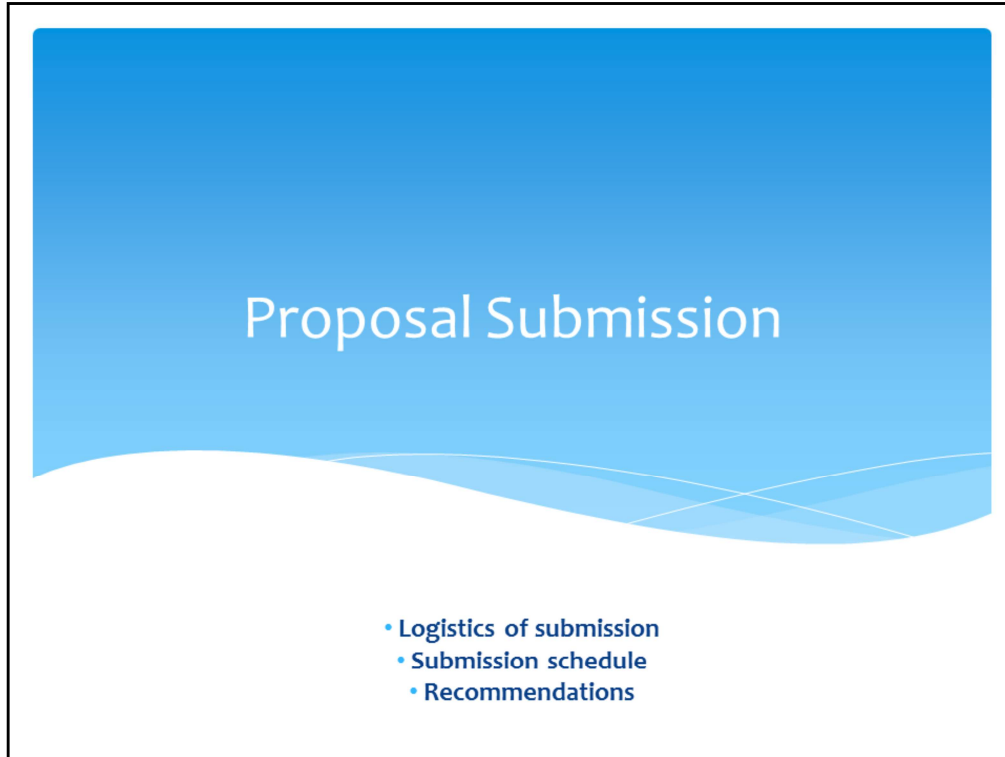 Proposal Submission
• Logistics of submission
• Submission schedule
• Recommendations